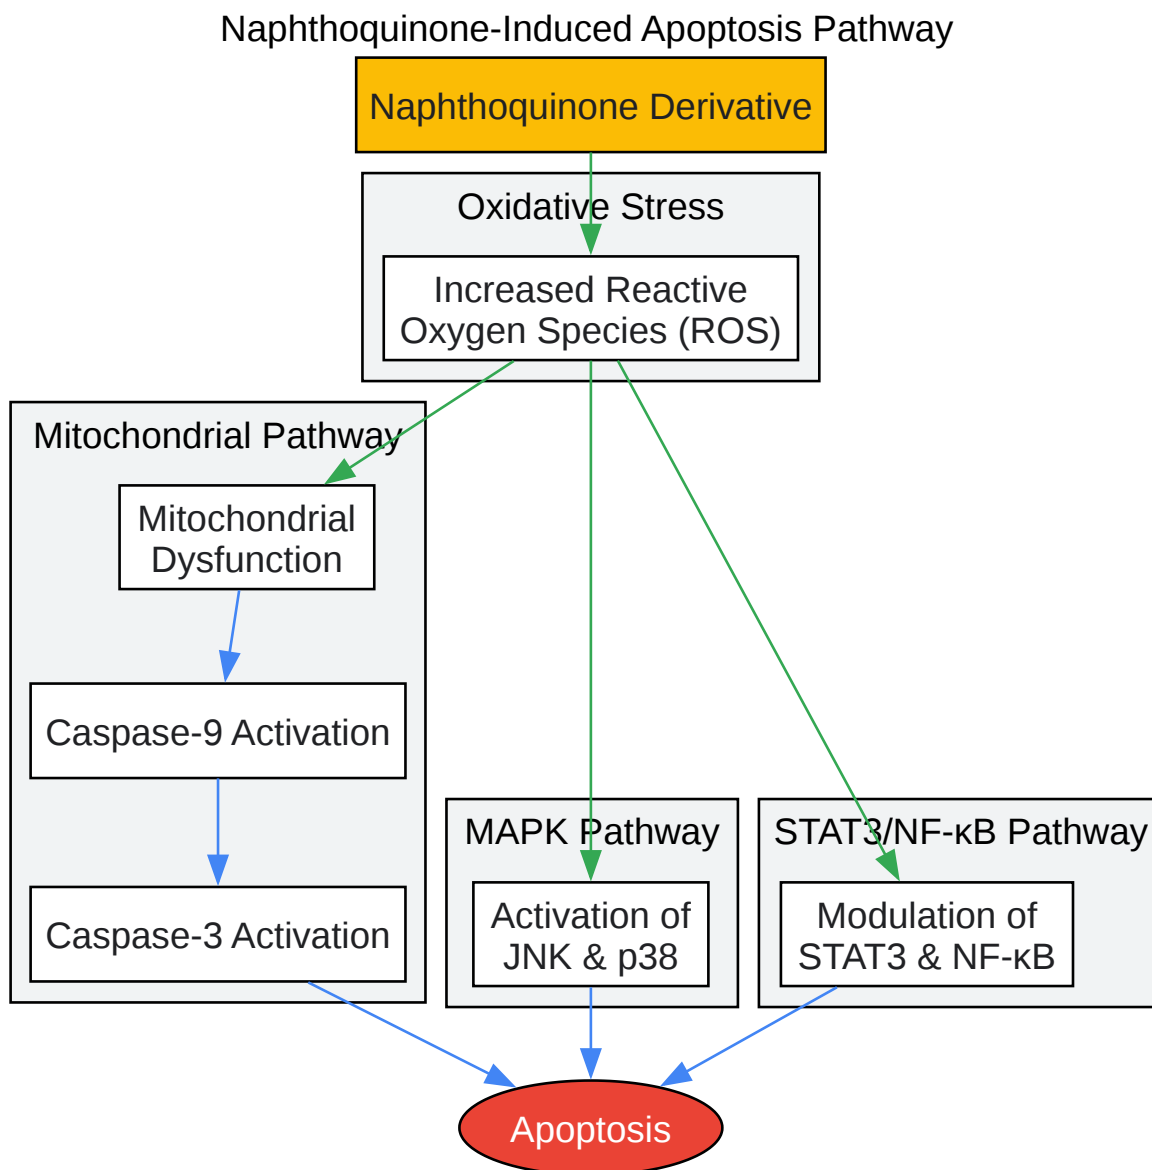 Naphthoquinone-Induced Apoptosis Pathway
Naphthoquinone Derivative
Oxidative Stress
Increased Reactive
Oxygen Species (ROS)
Mitochondrial Pathway
Mitochondrial
Dysfunction
Caspase-9 Activation
Caspase-3 Activation
MAPK Pathway
Activation of
JNK & p38
STAT3/NF-κB Pathway
Modulation of
STAT3 & NF-κB
Apoptosis